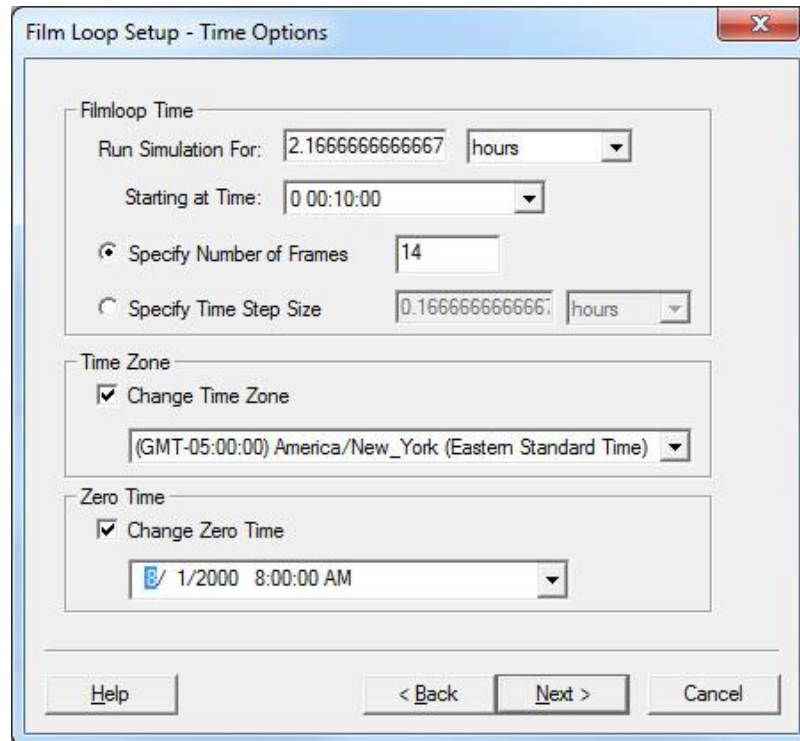 Film Loop Setup - Time Options
Filmloop Time
Run Simulation For: 2.1666666666667 hours
Starting at Time: 0 00:10:00
Specify Number of Frames 14
Specify Time Step Size 0.166666666666 hours
Time Zone
Change Time Zone
(GMT-05:00:00) America/New_York (Eastern Standard Time)
Zero Time
Change Zero Time
8/ 1/2000 8:00:00 AM
Help < Back Next > Cancel